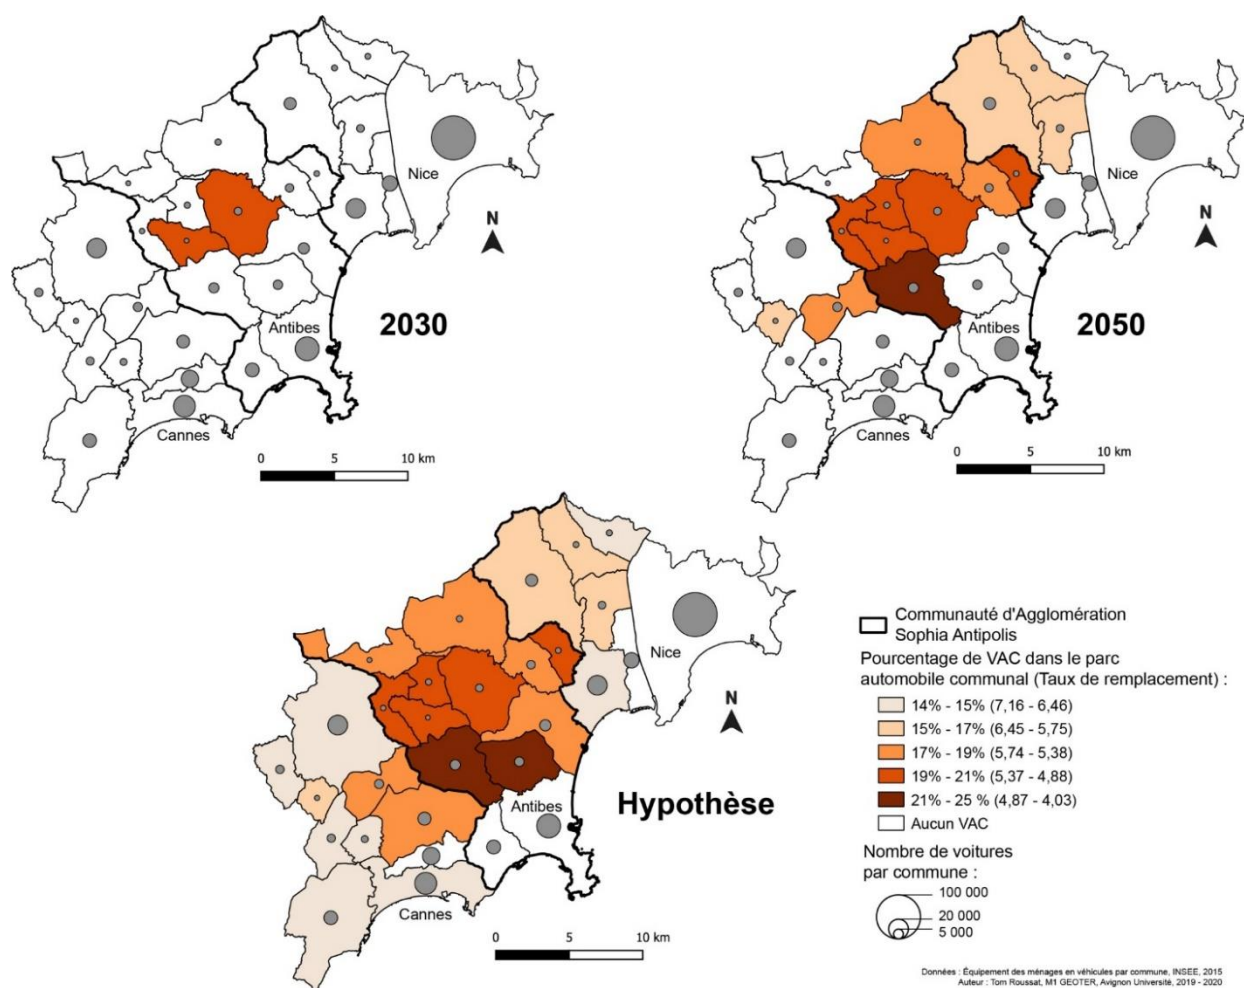 Nice
N
2030
Antibes
Cannes
0 5 10 km
Nice
N
2050
Antibes
Cannes
0 5 10 km
Nice
N
Hypothèse
Antibes
Cannes
0 5 10 km
Communauté d'Agglomération
Sophia Antipolis
Pourcentage de VAC dans le parc
automobile communal (Taux de remplacement) :
14% - 15% (7,16 - 6,46)
15% - 17% (6,45 - 5,75)
17% - 19% (5,74 - 5,38)
19% - 21% (5,37 - 4,88)
21% - 25 % (4,87 - 4,03)
Aucun VAC
Nombre de voitures
par commune :
100 000
20 000
5 000
Données : Équipement des ménages en véhicules par commune, INSEE, 2015
Auteur : Tom Roussat, M1 GEOTER, Avignon Université, 2019 - 2020